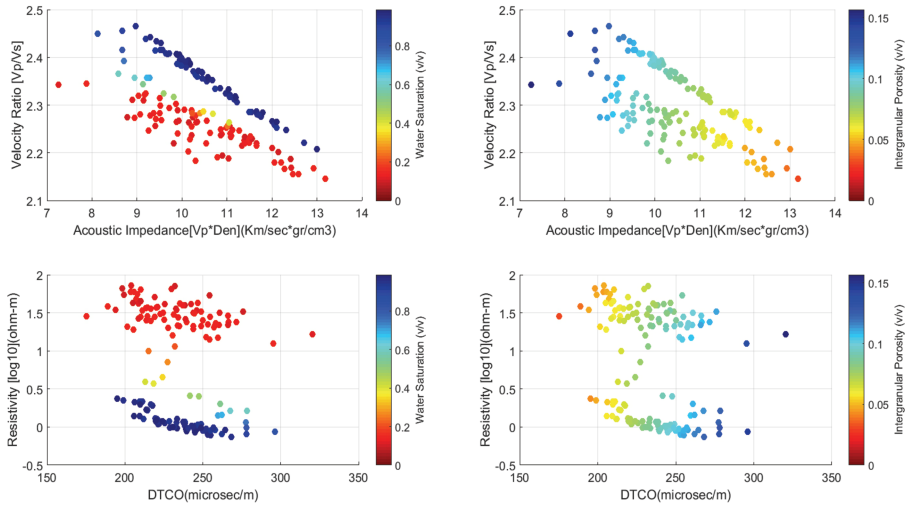 2.5
2.4
2.3
2.2
2.1
Velocity Ratio [Vp/Vs]
7 8 9 10 11 12 13 14
Acoustic Impedance[Vp*Den](Km/sec*gr/cm3)
0.8
0.6
0.4
0.2
0
Water Saturation (v/v)
2.5
2.4
2.3
2.2
2.1
Velocity Ratio [Vp/Vs]
7 8 9 10 11 12 13 14
Acoustic Impedance[Vp*Den](Km/sec*gr/cm3)
0.15
0.1
0.05
0
Intergranular Porosity (v/v)
2
1.5
1
0.5
0
-0.5
Resistivity [log10](ohm-m)
150 200 250 300 350
DTCO(microsec/m)
0.8
0.6
0.4
0.2
0
Water Saturation (v/v)
2
1.5
1
0.5
0
-0.5
Resistivity [log10](ohm-m)
150 200 250 300 350
DTCO(microsec/m)
0.15
0.1
0.05
0
Intergranular Porosity (v/v)